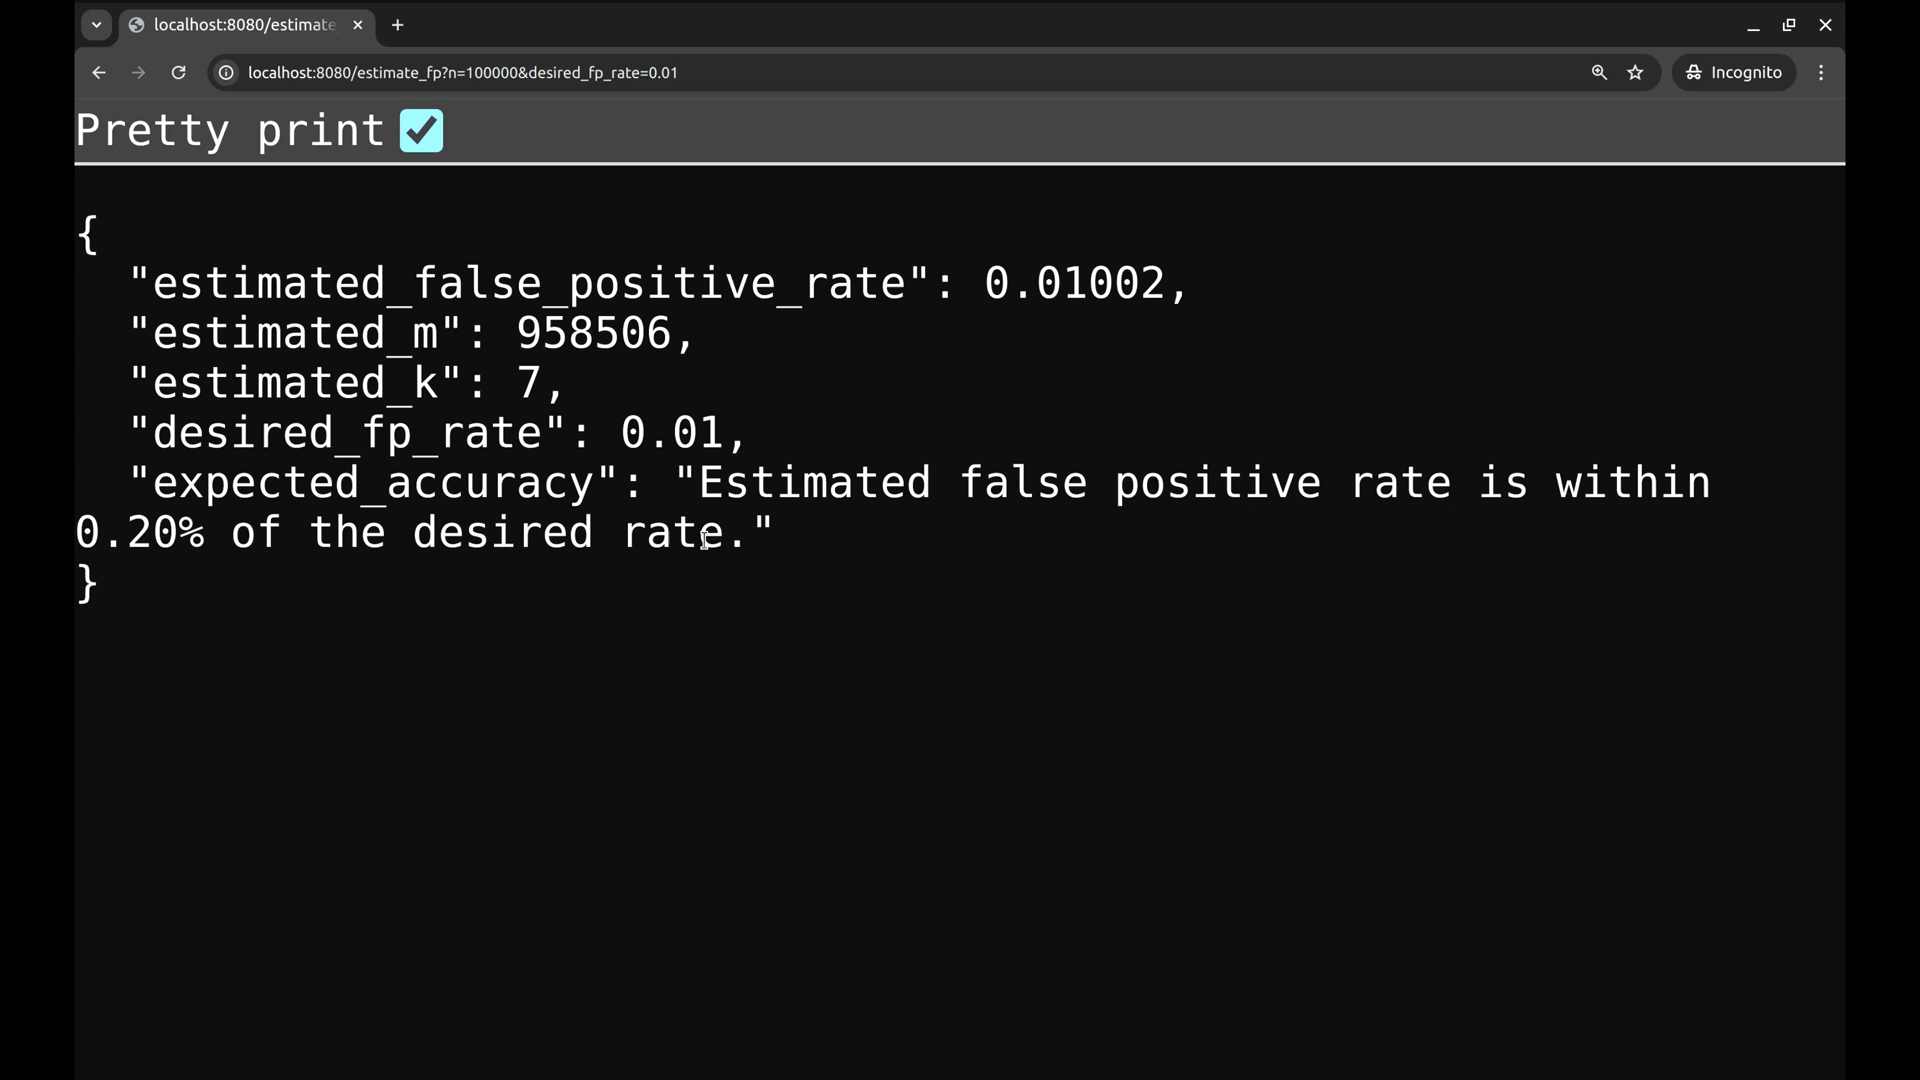 localhost:8080/estimate
localhost:8080/estimate_fp?n=100000&desired_fp_rate=0.01
Incognito
Pretty print
{
"estimated_false_positive_rate": 0.01002,
"estimated_m": 958506,
"estimated_k": 7,
"desired_fp_rate": 0.01,
"expected_accuracy": "Estimated false positive rate is within
0.20% of the desired rate."
}